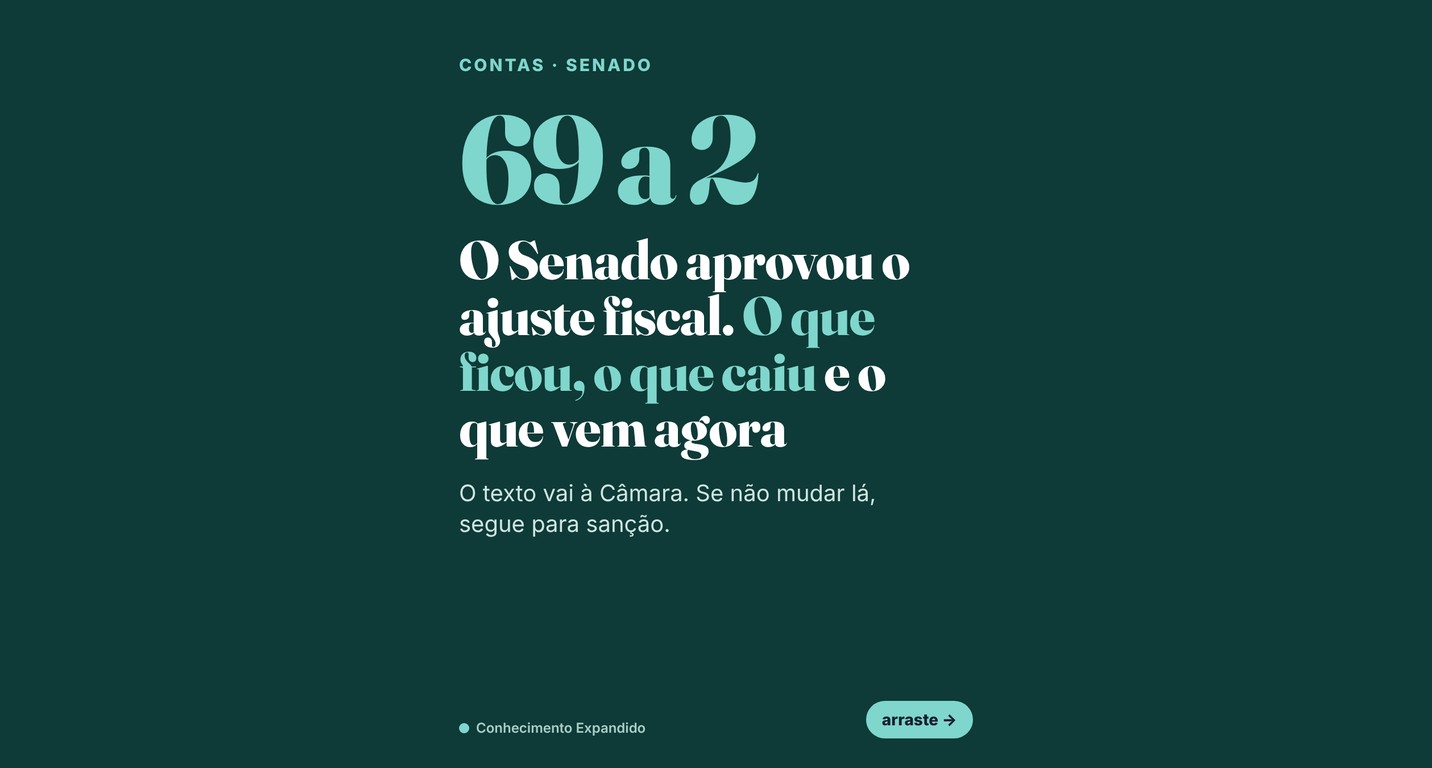 CONTAS · SENADO
69 a 2
O Senado aprovou o
ajuste fiscal. O que
ficou, o que caiu e o
que vem agora
O texto vai à Câmara. Se não mudar lá,
segue para sanção.
Conhecimento Expandido
arraste →